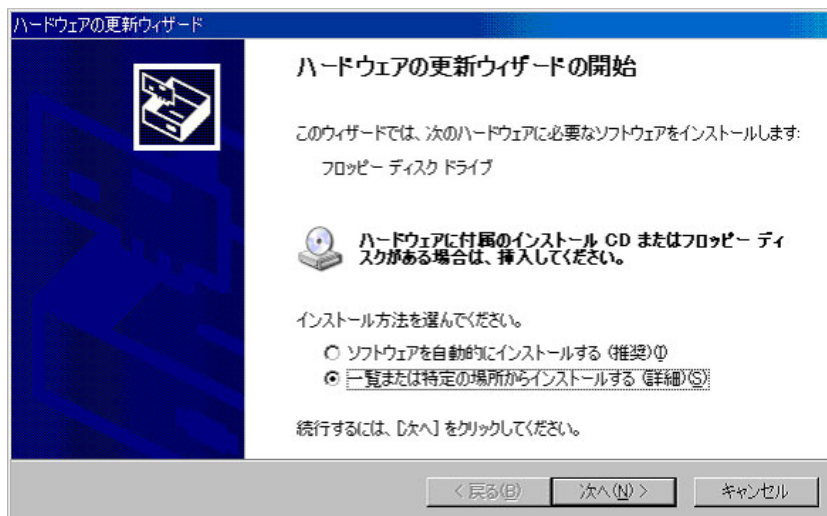 ハードウェアの更新ウィザード
ハードウェアの更新ウィザードの開始
このウィザードでは、次のハードウェアに必要なソフトウェアをインストールします:
フロッピー ディスク ドライブ
ハードウェアに付属のインストール CD またはフロッピー ディ
スクがある場合は、挿入してください。
インストール方法を選んでください。
ソフトウェアを自動的にインストールする (推奨)(I)
一覧または特定の場所からインストールする (詳細)(S)
続行するには、[次へ] をクリックしてください。
< 戻る(B) 次へ(N) > キャンセル